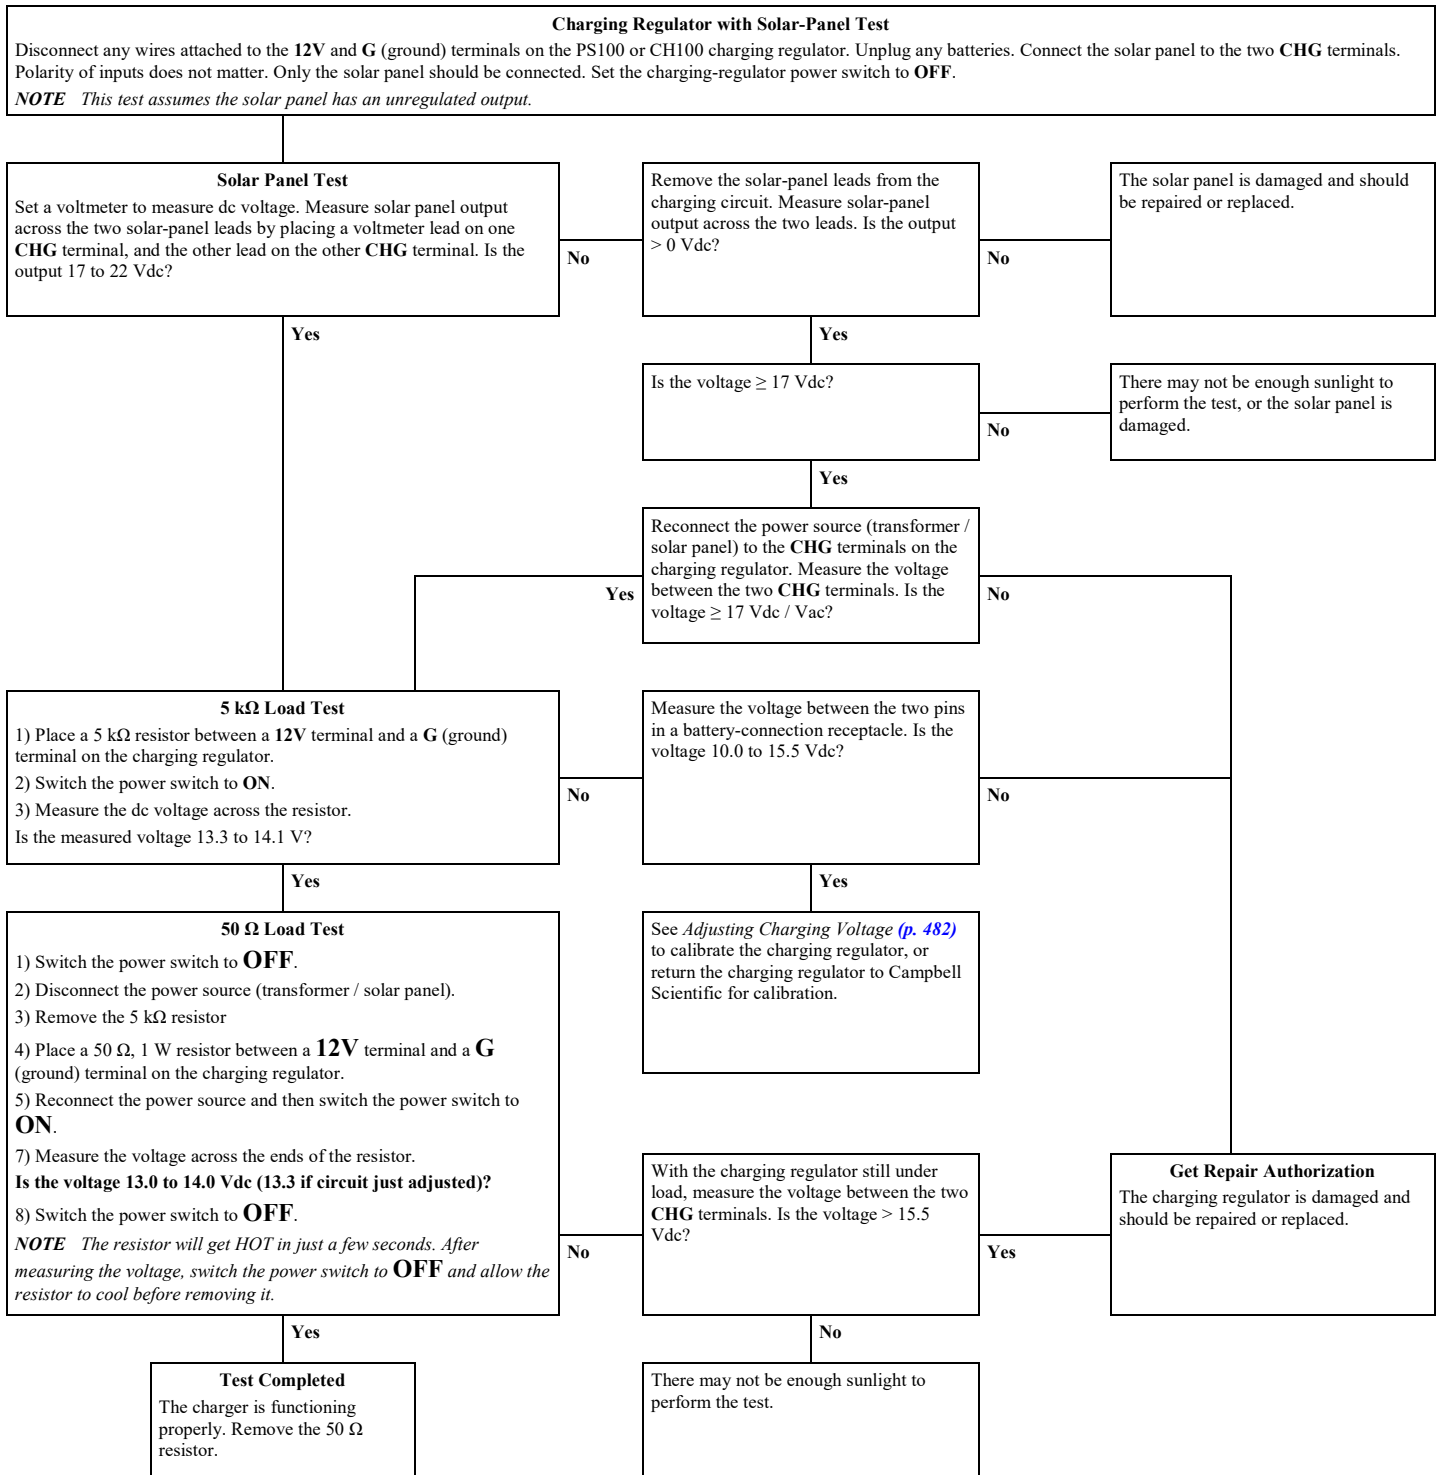 Charging Regulator with Solar-Panel Test
Disconnect any wires attached to the 12V and G (ground) terminals on the PS100 or CH100 charging regulator. Unplug any batteries. Connect the solar panel to the two CHG terminals.
Polarity of inputs does not matter. Only the solar panel should be connected. Set the charging-regulator power switch to OFF.
NOTE This test assumes the solar panel has an unregulated output.
Solar Panel Test
Set a voltmeter to measure dc voltage. Measure solar panel output
across the two solar-panel leads by placing a voltmeter lead on one
CHG terminal, and the other lead on the other CHG terminal. Is the
output 17 to 22 Vdc?
No
Remove the solar-panel leads from the
charging circuit. Measure solar-panel
output across the two leads. Is the output
> 0 Vdc?
No
The solar panel is damaged and should
be repaired or replaced.
Yes
Yes
Is the voltage ≥ 17 Vdc?
No
There may not be enough sunlight to
perform the test, or the solar panel is
damaged.
Yes
Reconnect the power source (transformer /
solar panel) to the CHG terminals on the
charging regulator. Measure the voltage
between the two CHG terminals. Is the
voltage ≥ 17 Vdc / Vac?
Yes
No
5 kΩ Load Test
1) Place a 5 kΩ resistor between a 12V terminal and a G (ground)
terminal on the charging regulator.
2) Switch the power switch to ON.
3) Measure the dc voltage across the resistor.
Is the measured voltage 13.3 to 14.1 V?
No
Measure the voltage between the two pins
in a battery-connection receptacle. Is the
voltage 10.0 to 15.5 Vdc?
No
Yes
Yes
50 Ω Load Test
1) Switch the power switch to OFF.
2) Disconnect the power source (transformer / solar panel).
3) Remove the 5 kΩ resistor
4) Place a 50 Ω, 1 W resistor between a 12V terminal and a G
(ground) terminal on the charging regulator.
5) Reconnect the power source and then switch the power switch to
ON.
7) Measure the voltage across the ends of the resistor.
Is the voltage 13.0 to 14.0 Vdc (13.3 if circuit just adjusted)?
8) Switch the power switch to OFF.
NOTE The resistor will get HOT in just a few seconds. After
measuring the voltage, switch the power switch to OFF and allow the
resistor to cool before removing it.
See Adjusting Charging Voltage (p. 482)
to calibrate the charging regulator, or
return the charging regulator to Campbell
Scientific for calibration.
No
With the charging regulator still under
load, measure the voltage between the two
CHG terminals. Is the voltage > 15.5
Vdc?
Yes
Get Repair Authorization
The charging regulator is damaged and
should be repaired or replaced.
Yes
No
Test Completed
The charger is functioning
properly. Remove the 50 Ω
resistor.
There may not be enough sunlight to
perform the test.